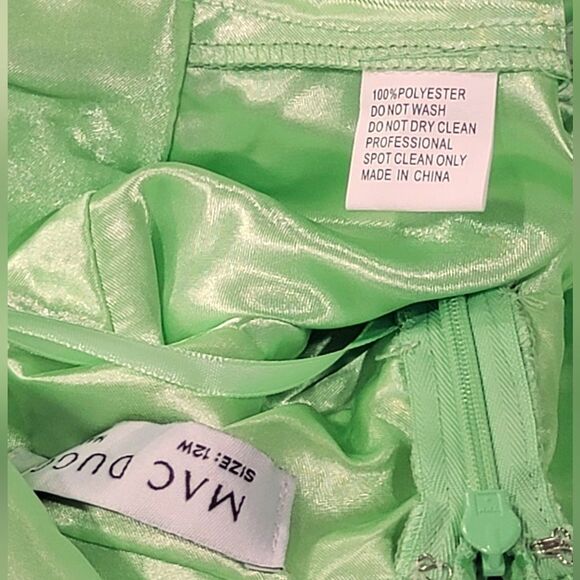 100%POLYESTER
DO NOT WASH
DO NOT DRY CLEAN
PROFESSIONAL
SPOT CLEAN ONLY
MADE IN CHINA
MAC DUGG
SIZE: 12W